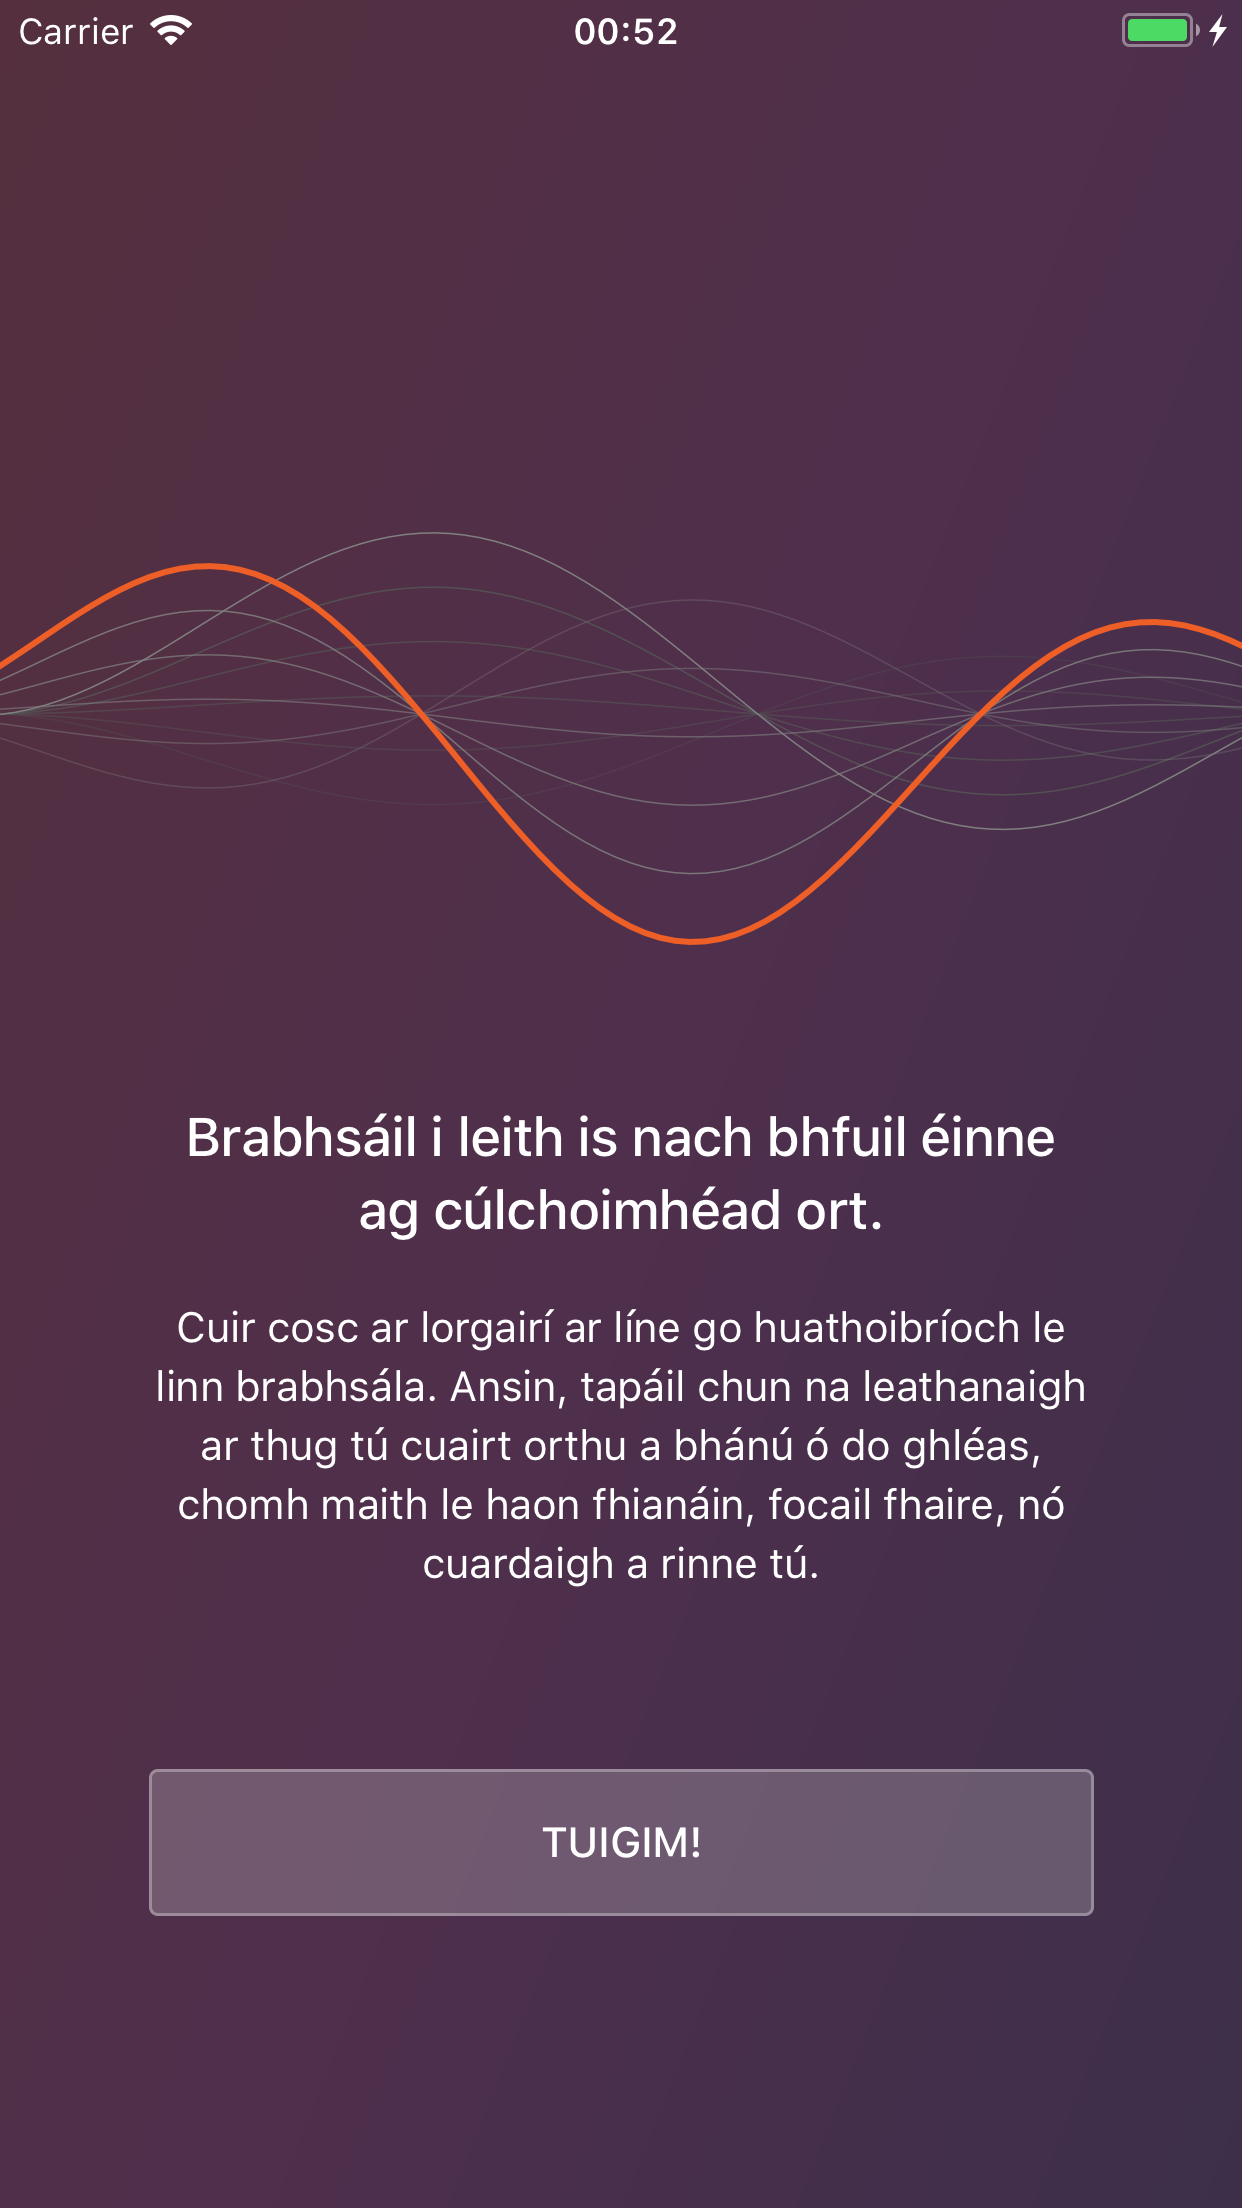 Carrier 00:52
Brabhsáil i leith is nach bhfuil éinne
ag cúlchoimhéad ort.
Cuir cosc ar lorgairí ar líne go huathoibríoch le
linn brabhsála. Ansin, tapáil chun na leathanaigh
ar thug tú cuairt orthu a bhánú ó do ghléas,
chomh maith le haon fhianáin, focail fhaire, nó
cuardaigh a rinne tú.
TUIGIM!